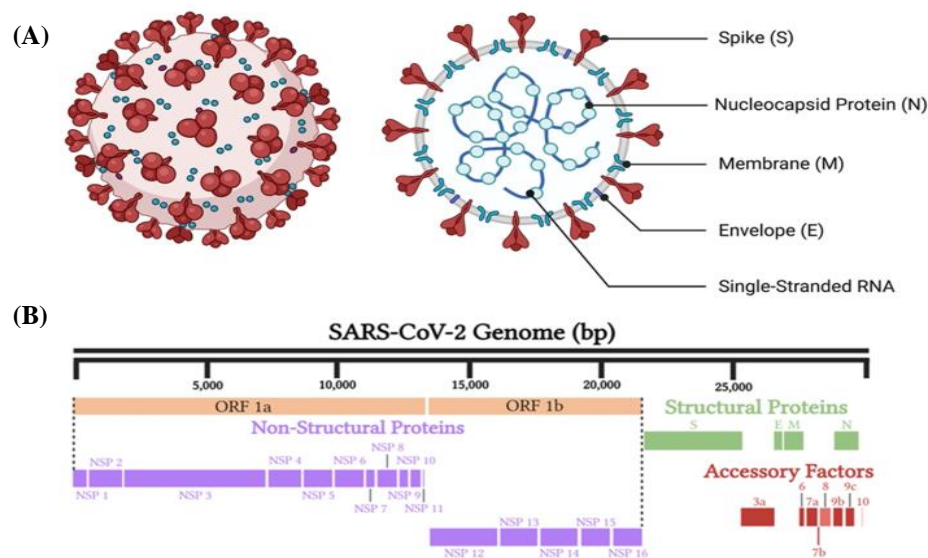 (A)
Spike (S)
Nucleocapsid Protein (N)
Membrane (M)
Envelope (E)
Single-Stranded RNA
(B)
SARS-CoV-2 Genome (bp)
5,000 10,000 15,000 20,000 25,000
ORF 1a ORF 1b
Structural Proteins
S E M N
Non-Structural Proteins
NSP 8
NSP 2 NSP 4 NSP 6 NSP 10
NSP 1 NSP 3 NSP 5 NSP 9 NSP 11
NSP 7
Accessory Factors
6 8 9c
3a 7a 9b 10
7b
NSP 13 NSP 15
NSP 12 NSP 14 NSP 16